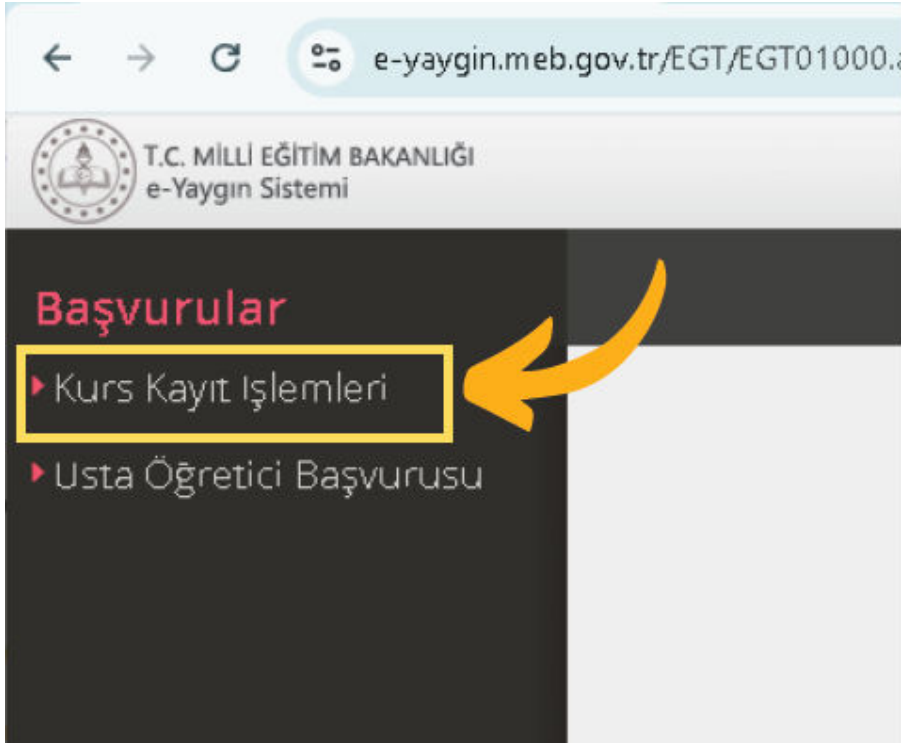 e-yaygin.meb.gov.tr/EGT/EGT01000.a
T.C. MİLLİ EĞİTİM BAKANLIĞI
e-Yaygın Sistemi
Başvurular
Kurs Kayıt İşlemleri
Usta Öğretici Başvurusu